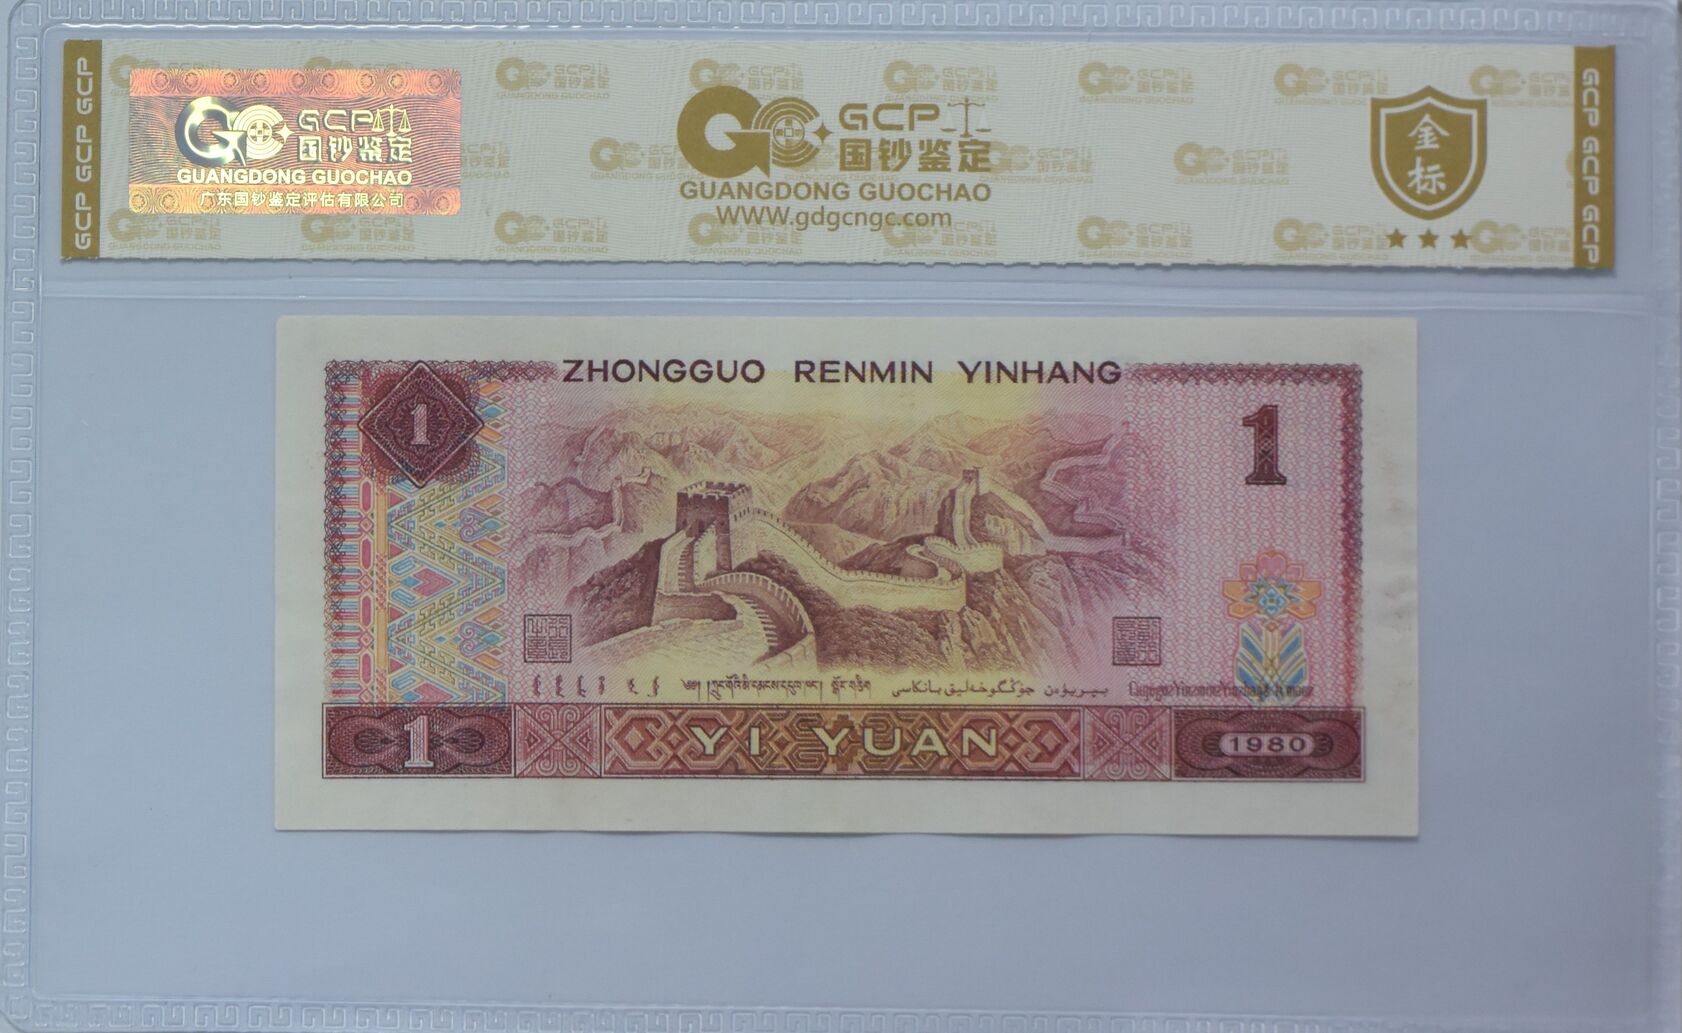 GCP GCP GCP
GCP
国钞鉴定
GUANGDONG GUOCHAO
广东国钞鉴定评估有限公司
GCP
国钞鉴定
GUANGDONG GUOCHAO
WWW.gdgcngc.com
金标
GCP GCP GCP
ZHONGGUO RENMIN YINHANG
1
1
1
YI YUAN
1980